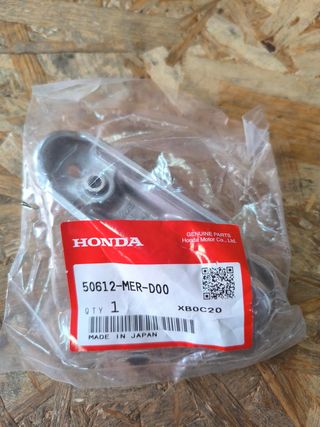 GENUINE PARTS
HONDA Honda Motor Co., Ltd.
50612-MER-D00
QTY 1 XB0C20
MADE IN JAPAN